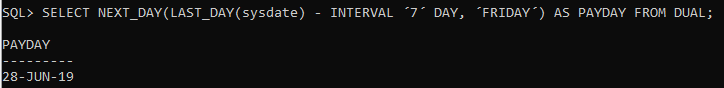 SQL> SELECT NEXT_DAY(LAST_DAY(sysdate) - INTERVAL ´7´ DAY, ´FRIDAY´) AS PAYDAY FROM DUAL;
PAYDAY
---------
28-JUN-19